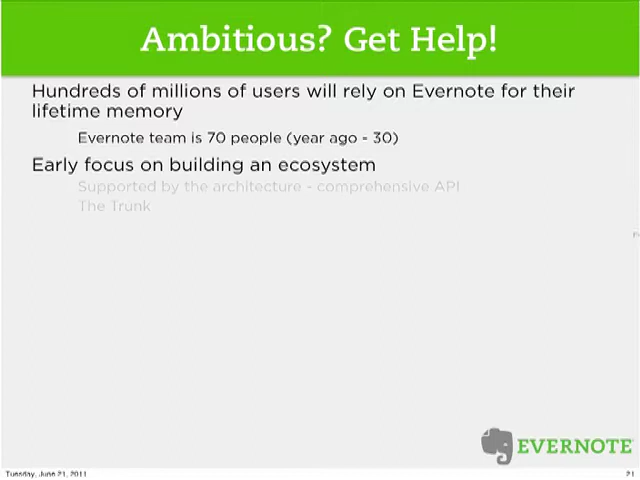 Ambitious? Get Help!
Hundreds of millions of users will rely on Evernote for their
lifetime memory
Evernote team is 70 people (year ago - 30)
Early focus on building an ecosystem
Supported by the architecture - comprehensive API
The Trunk
EVERNOTE
Tuesday, June 21, 2011
21